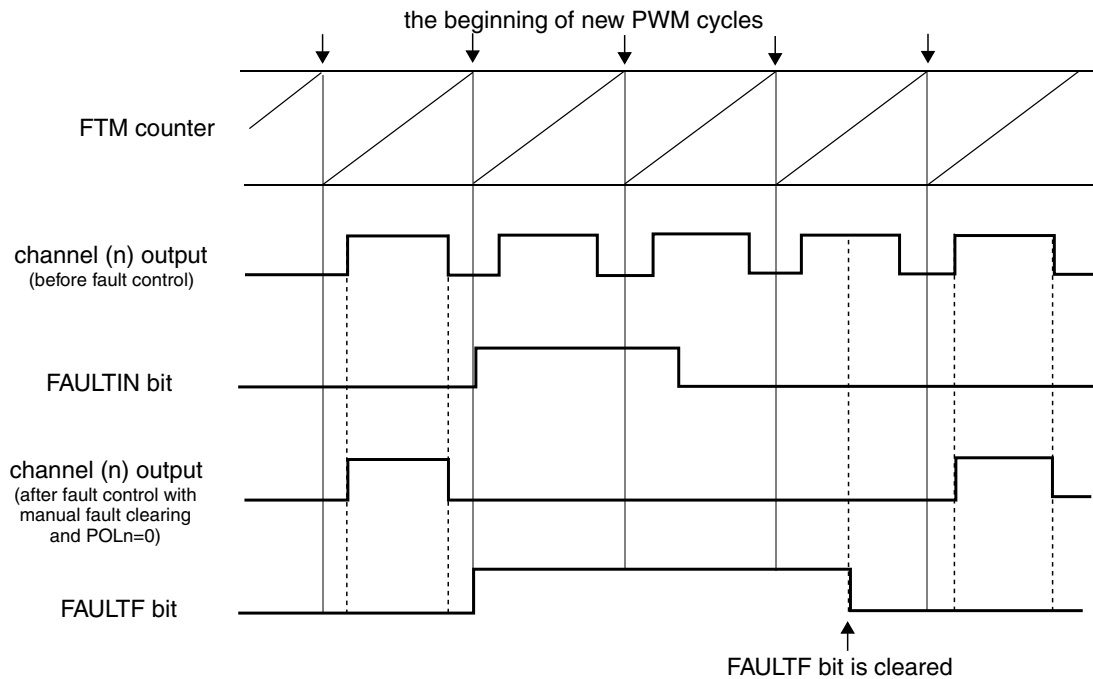 the beginning of new PWM cycles
FTM counter
channel (n) output
(before fault control)
FAULTIN bit
channel (n) output
(after fault control with
manual fault clearing
and POLn=0)
FAULTF bit
FAULTF bit is cleared